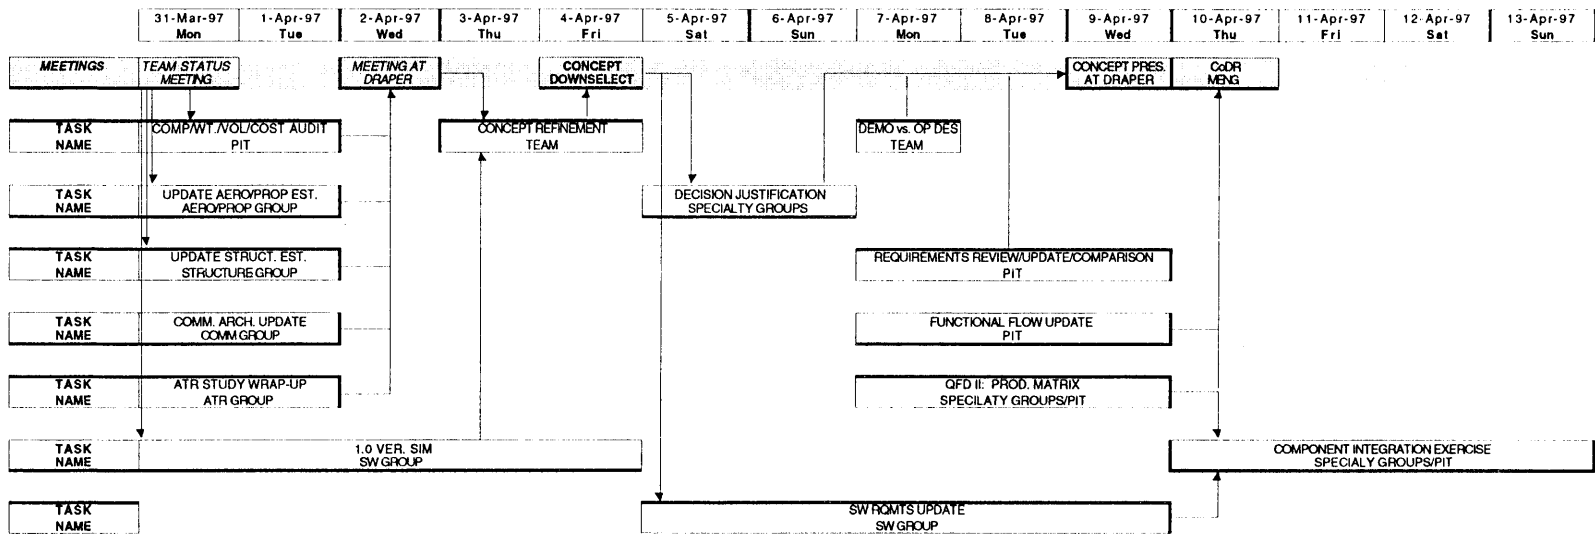 31-Mar-97 1-Apr-97 2-Apr-97 3-Apr-97 4-Apr-97 5-Apr-97 6-Apr-97 7-Apr-97 8-Apr-97 9-Apr-97 10-Apr-97 11-Apr-97 12-Apr-97 13-Apr-97
Mon Tue Wed Thu Fri Sat Sun Mon Tue Wed Thu Fri Sat Sun
MEETINGS TEAM STATUS MEETING AT CONCEPT CONCEPT PRES. CoDR
MEETING DRAPER DOWNSELECT AT DRAPER MENG
TASK COMP/WT./VOL/COST AUDIT CONCEPT REFINEMENT DEMO vs. OP DES
NAME PIT TEAM TEAM
TASK UPDATE AERO/PROP EST. DECISION JUSTIFICATION
NAME AERO/PROP GROUP SPECIALTY GROUPS
TASK UPDATE STRUCT. EST. REQUIREMENTS REVIEW/UPDATE/COMPARISON
NAME STRUCTURE GROUP PIT
TASK COMM. ARCH. UPDATE FUNCTIONAL FLOW UPDATE
NAME COMM GROUP PIT
TASK ATR STUDY WRAP-UP QFD II: PROD. MATRIX
NAME ATR GROUP SPECILATY GROUPS/PIT
TASK 1.0 VER. SIM COMPONENT INTEGRATION EXERCISE
NAME SW GROUP SPECIALY GROUPS/PIT
TASK SW RQMTS UPDATE
NAME SW GROUP